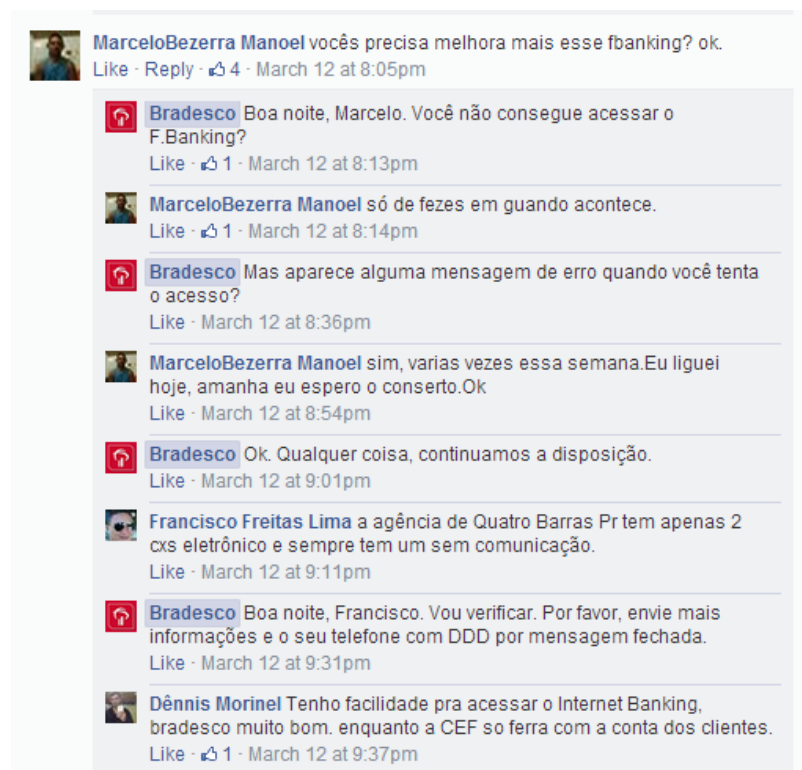 MarceloBezerra Manoel vocês precisa melhora mais esse fbanking? ok.
Like · Reply · 4 · March 12 at 8:05pm
Bradesco Boa noite, Marcelo. Você não consegue acessar o
F.Banking?
Like · 1 · March 12 at 8:13pm
MarceloBezerra Manoel só de fezes em guando acontece.
Like · 1 · March 12 at 8:14pm
Bradesco Mas aparece alguma mensagem de erro quando você tenta
o acesso?
Like · March 12 at 8:36pm
MarceloBezerra Manoel sim, varias vezes essa semana.Eu liguei
hoje, amanha eu espero o conserto.Ok
Like · March 12 at 8:54pm
Bradesco Ok. Qualquer coisa, continuamos a disposição.
Like · March 12 at 9:01pm
Francisco Freitas Lima a agência de Quatro Barras Pr tem apenas 2
cxs eletrônico e sempre tem um sem comunicação.
Like · March 12 at 9:11pm
Bradesco Boa noite, Francisco. Vou verificar. Por favor, envie mais
informações e o seu telefone com DDD por mensagem fechada.
Like · March 12 at 9:31pm
Dênnis Morinel Tenho facilidade pra acessar o Internet Banking,
bradesco muito bom. enquanto a CEF so ferra com a conta dos clientes.
Like · 1 · March 12 at 9:37pm